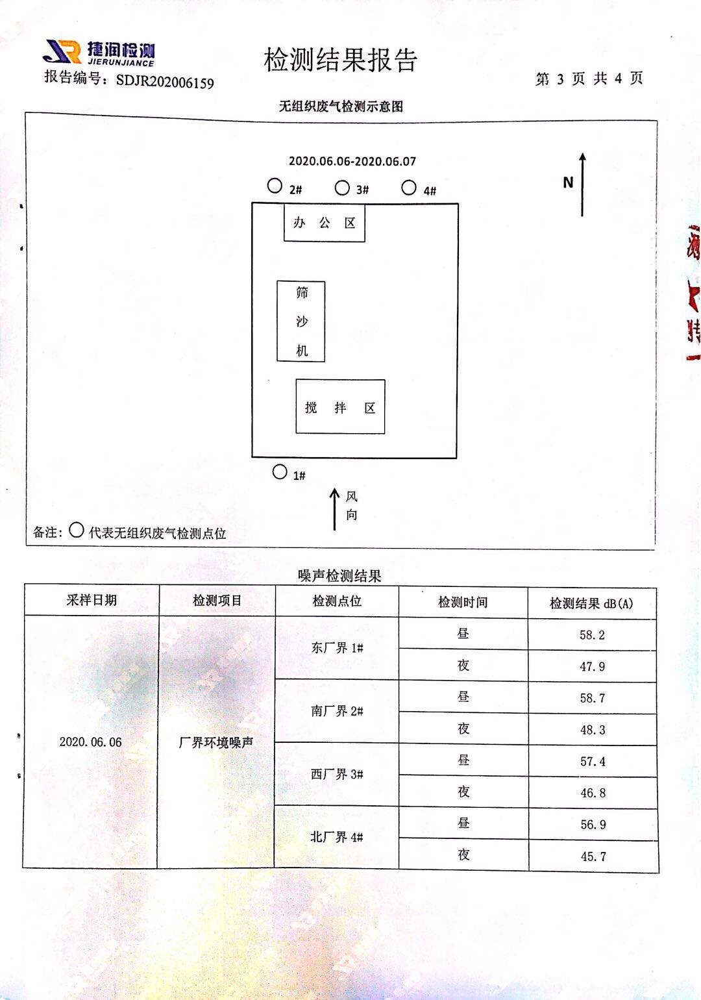 捷润检测
JIERUNJIANCE
检测结果报告
报告编号：SDJR202006159
第 3 页 共 4 页
无组织废气检测示意图
2020.06.06-2020.06.07
N
2# 3# 4#
办 公 区
筛
沙
机
搅 拌 区
1#
风
向
备注：○代表无组织废气检测点位
噪声检测结果
采样日期 检测项目 检测点位 检测时间 检测结果 dB(A)
2020.06.06 厂界环境噪声 东厂界 1# 昼 58.2
夜 47.9
南厂界 2# 昼 58.7
夜 48.3
西厂界 3# 昼 57.4
夜 46.8
北厂界 4# 昼 56.9
夜 45.7